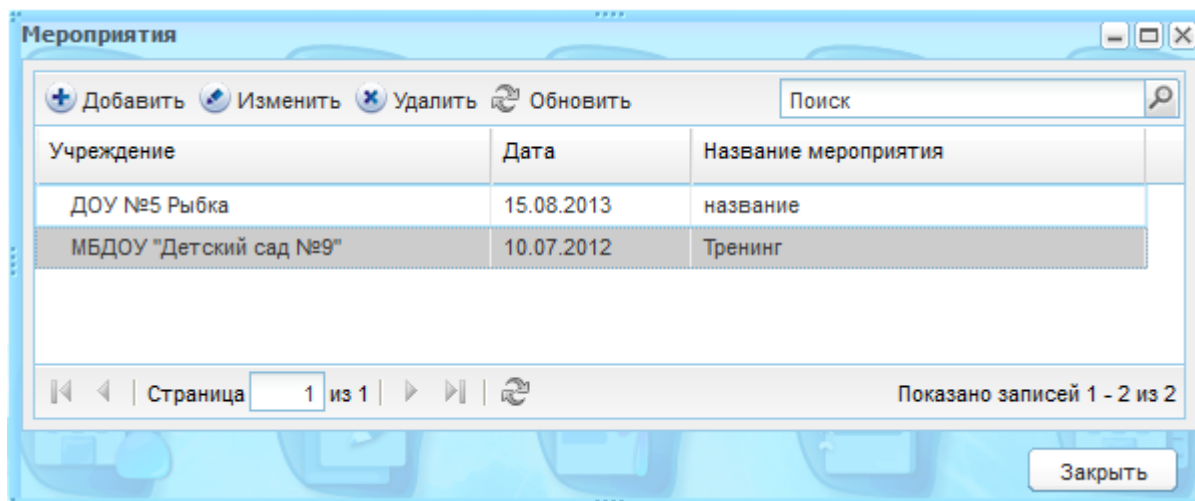 Мероприятия
Добавить Изменить Удалить Обновить Поиск
Учреждение Дата Название мероприятия
ДОУ №5 Рыбка 15.08.2013 название
МБДОУ "Детский сад №9" 10.07.2012 Тренинг
Страница 1 из 1 Показано записей 1 - 2 из 2
Закрыть